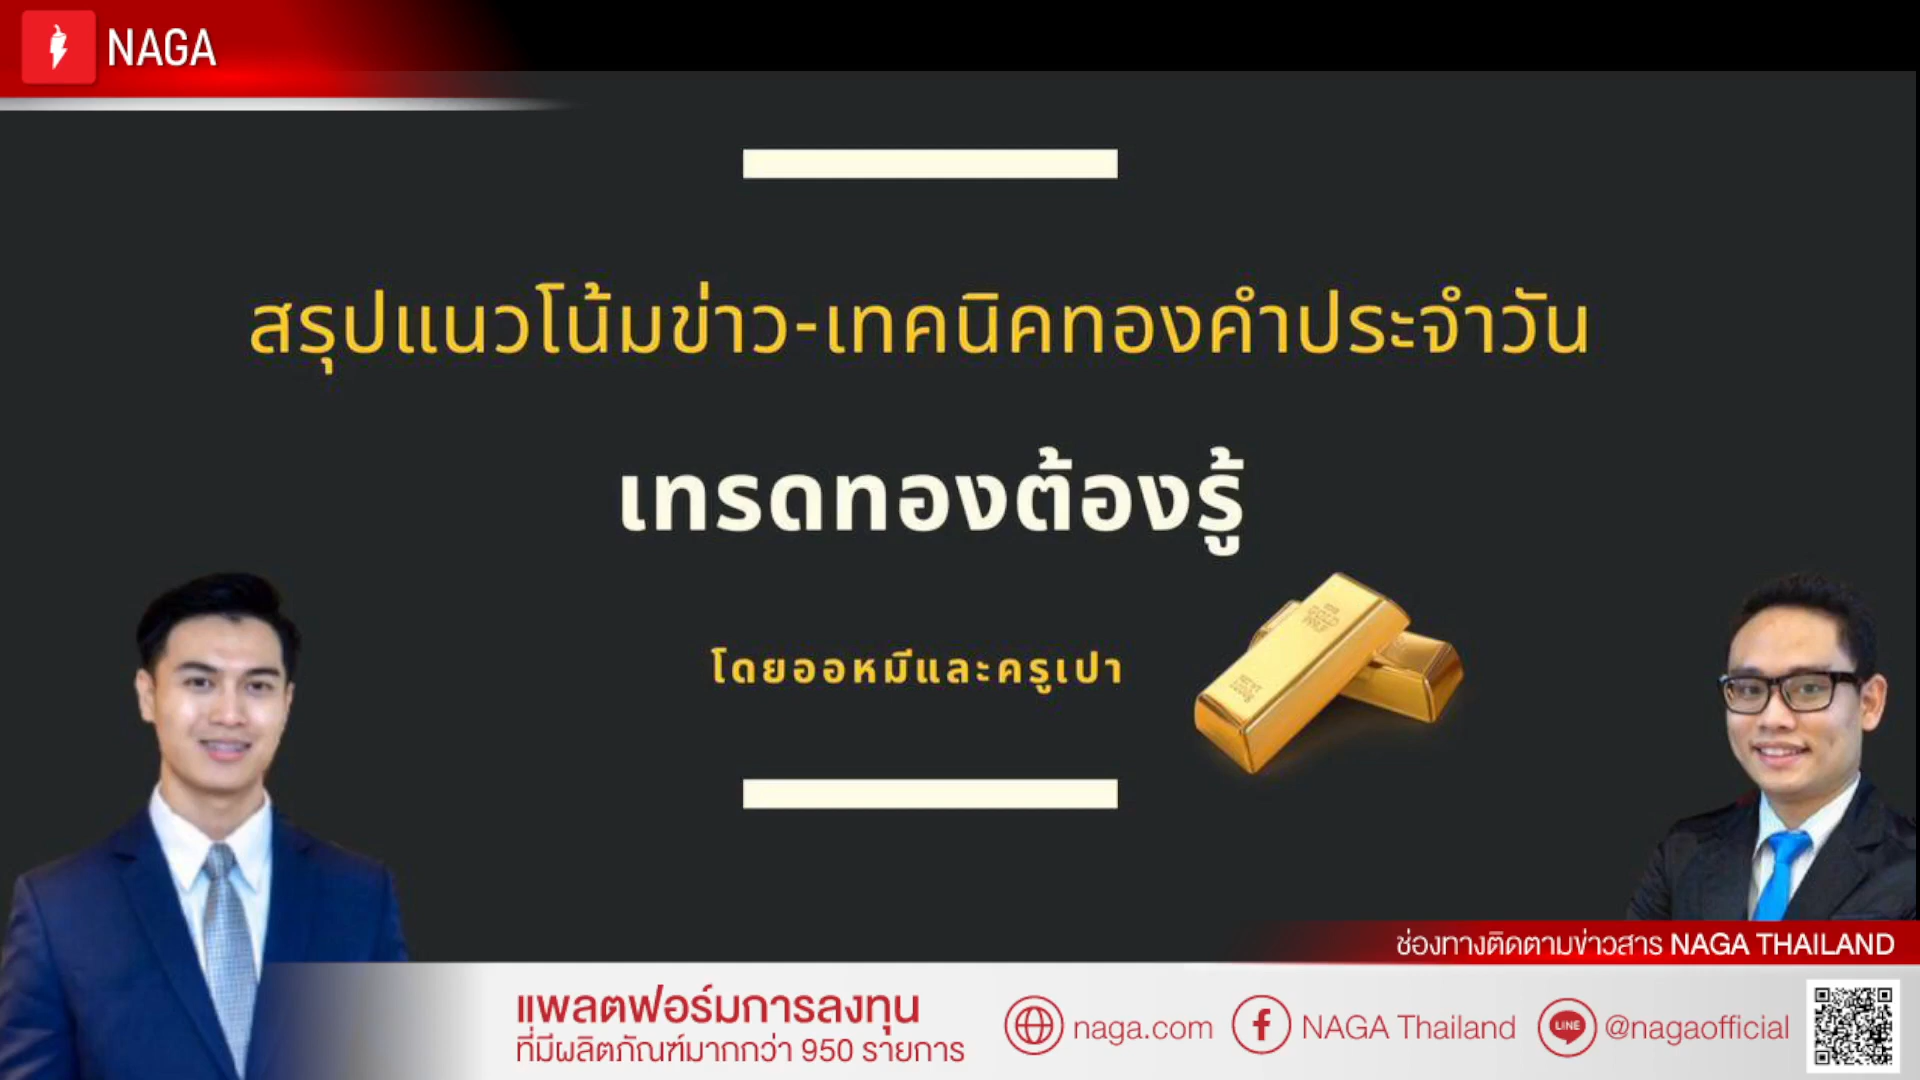 NAGA
สรุปแนวโน้มข่าว-เทคนิคทองคำประจำวัน
เทรดทองต้องรู้
โดยออหมีและครูเปา
ช่องทางติดตามข่าวสาร NAGA THAILAND
แพลตฟอร์มการลงทุน
ที่มีผลิตภัณฑ์มากกว่า 950 รายการ
naga.com
NAGA Thailand
LINE
@nagaofficial